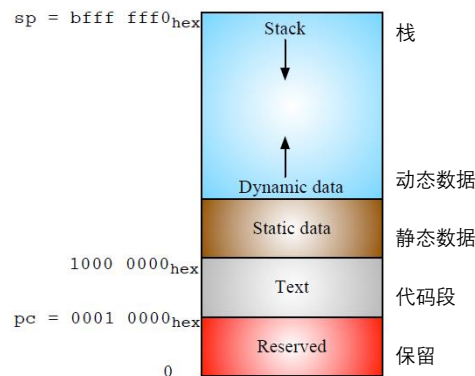 sp = bfff fff0hex
Stack
栈
Dynamic data
动态数据
Static data
静态数据
1000 0000hex
Text
代码段
pc = 0001 0000hex
Reserved
保留
0